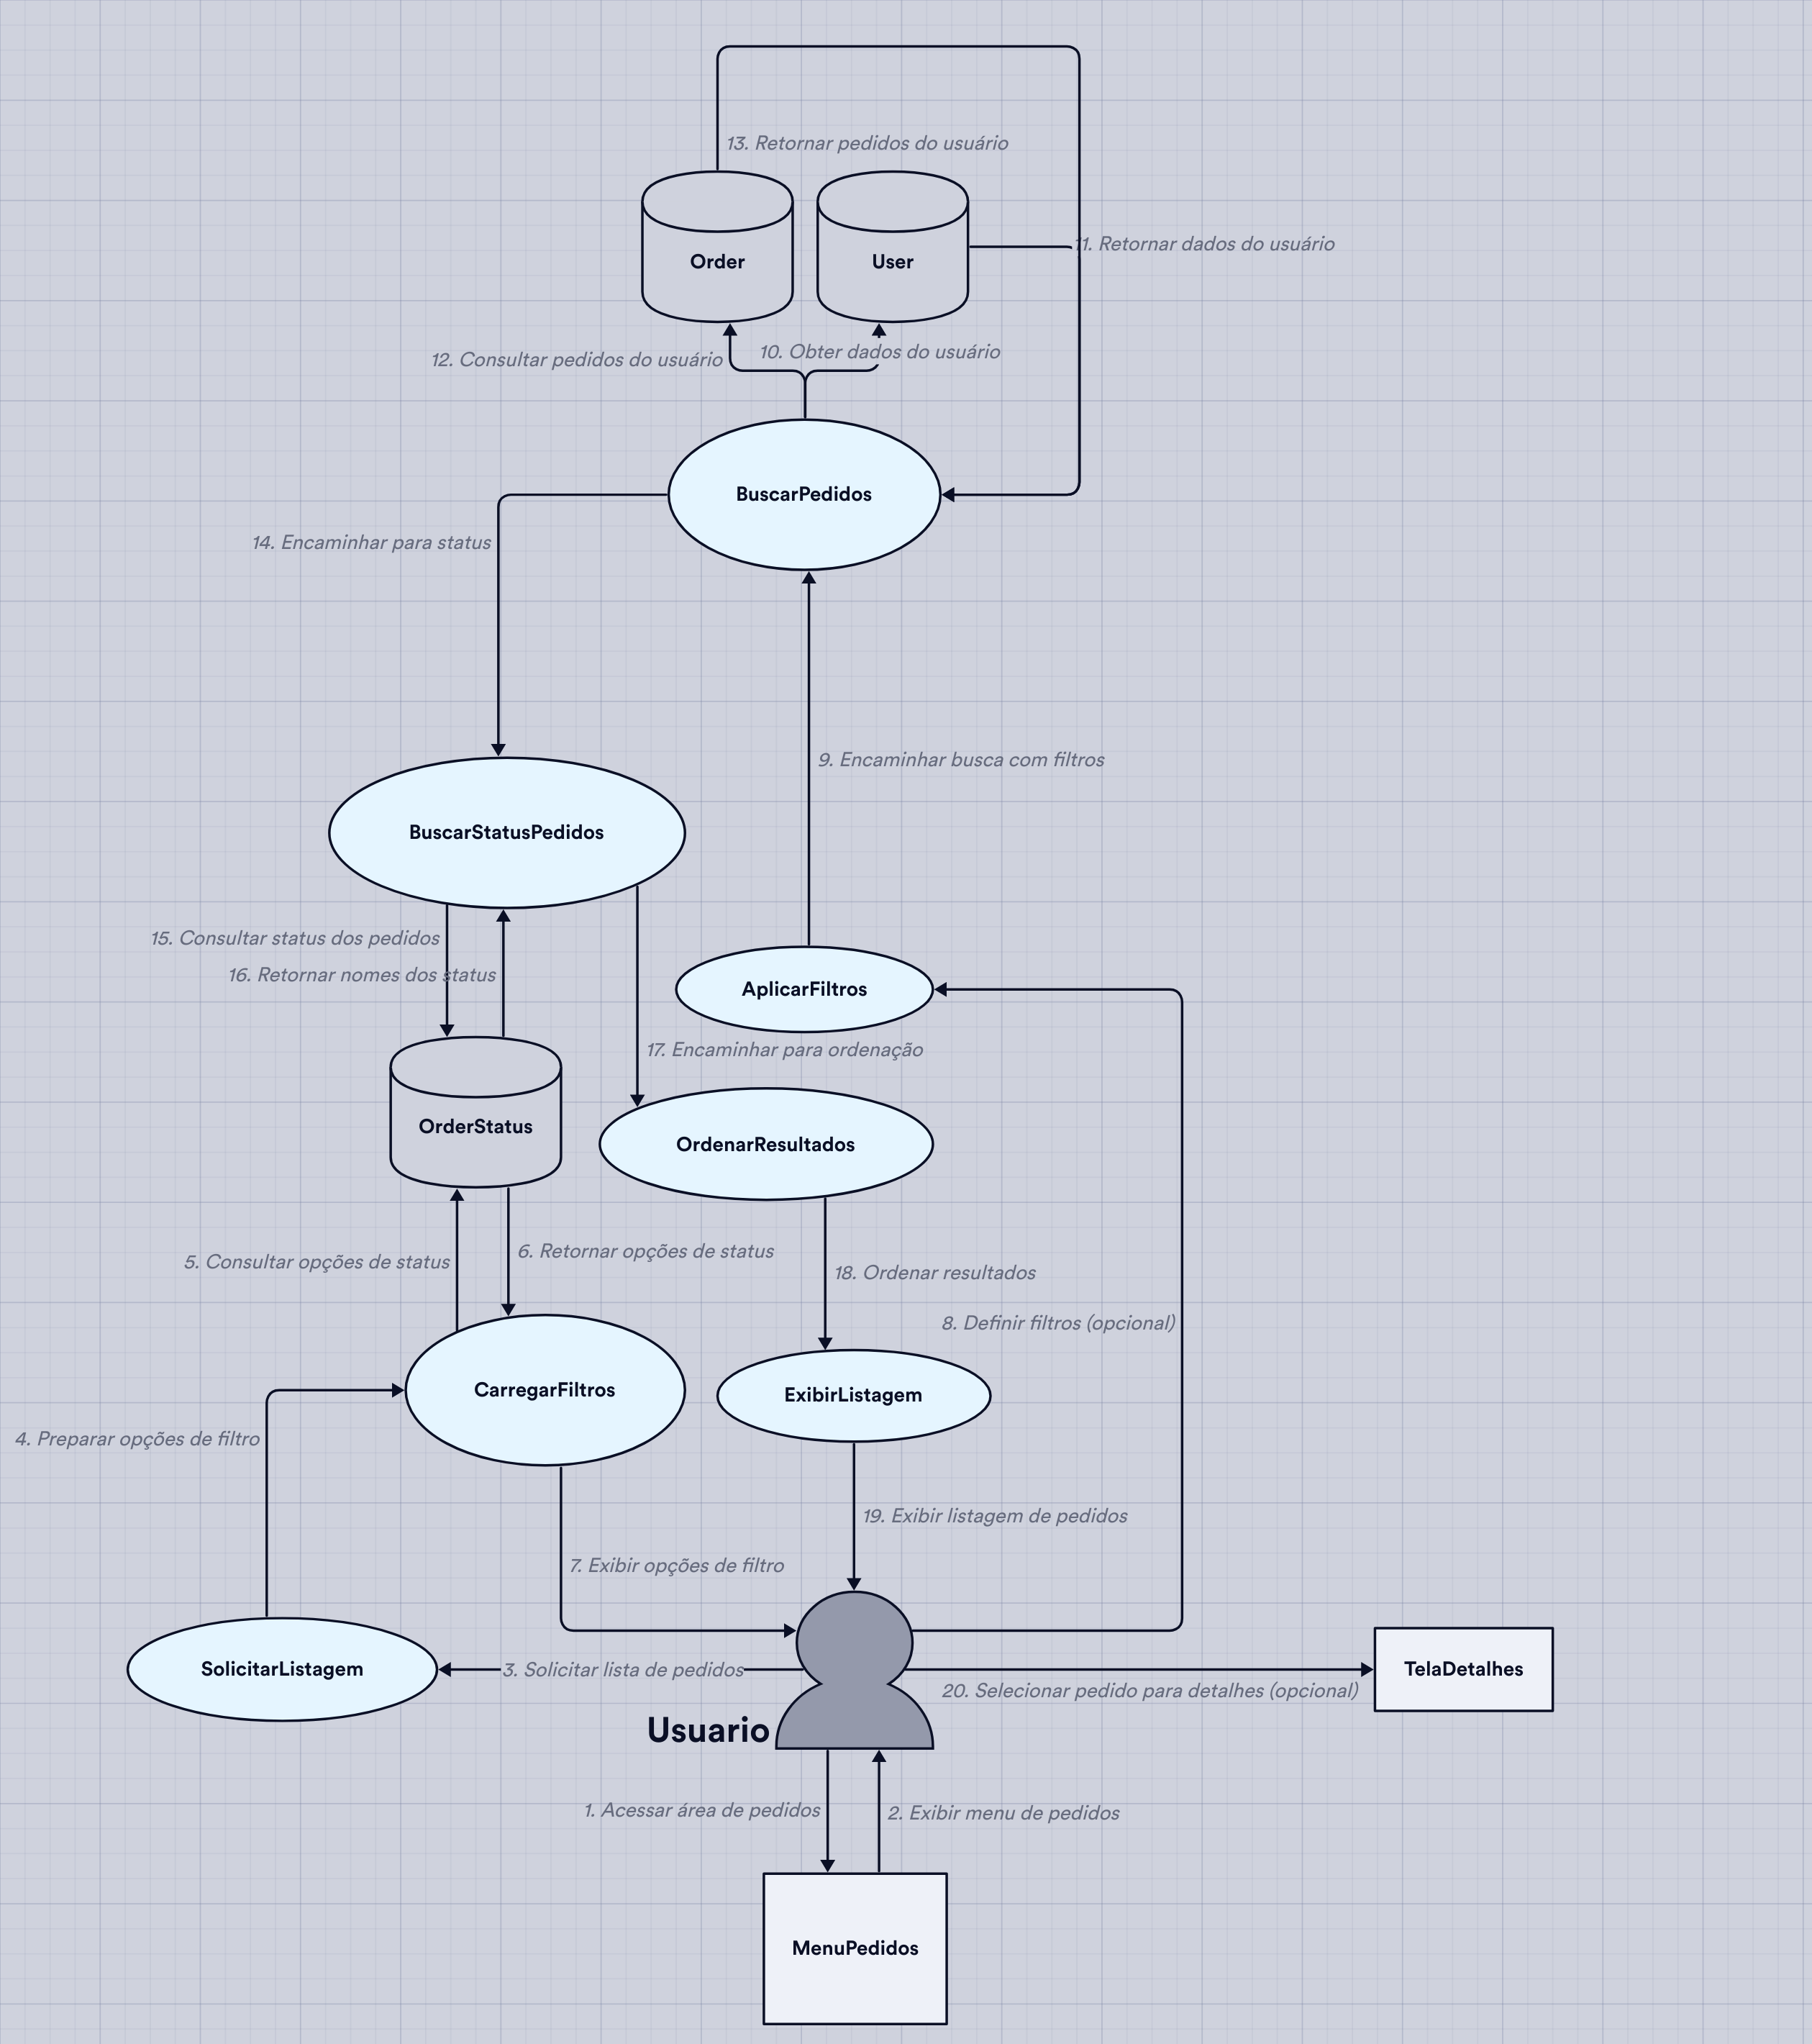 13. Retornar pedidos do usuário
11. Retornar dados do usuário
Order
User
12. Consultar pedidos do usuário
10. Obter dados do usuário
BuscarPedidos
14. Encaminhar para status
9. Encaminhar busca com filtros
BuscarStatusPedidos
15. Consultar status dos pedidos
16. Retornar nomes dos status
AplicarFiltros
17. Encaminhar para ordenação
OrderStatus
OrdenarResultados
5. Consultar opções de status
6. Retornar opções de status
18. Ordenar resultados
8. Definir filtros (opcional)
CarregarFiltros
ExibirListagem
4. Preparar opções de filtro
19. Exibir listagem de pedidos
7. Exibir opções de filtro
SolicitarListagem
3. Solicitar lista de pedidos
TelaDetalhes
20. Selecionar pedido para detalhes (opcional)
Usuario
1. Acessar área de pedidos
2. Exibir menu de pedidos
MenuPedidos